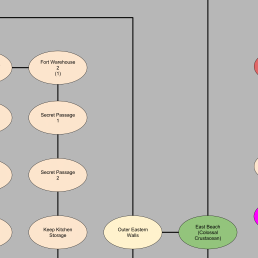 Fort Warehouse
2
(1)
Secret Passage
1
Secret Passage
2
Keep Kitchen
Storage
Outer Eastern
Walls
East Beach
(Colossal
Crustacean)